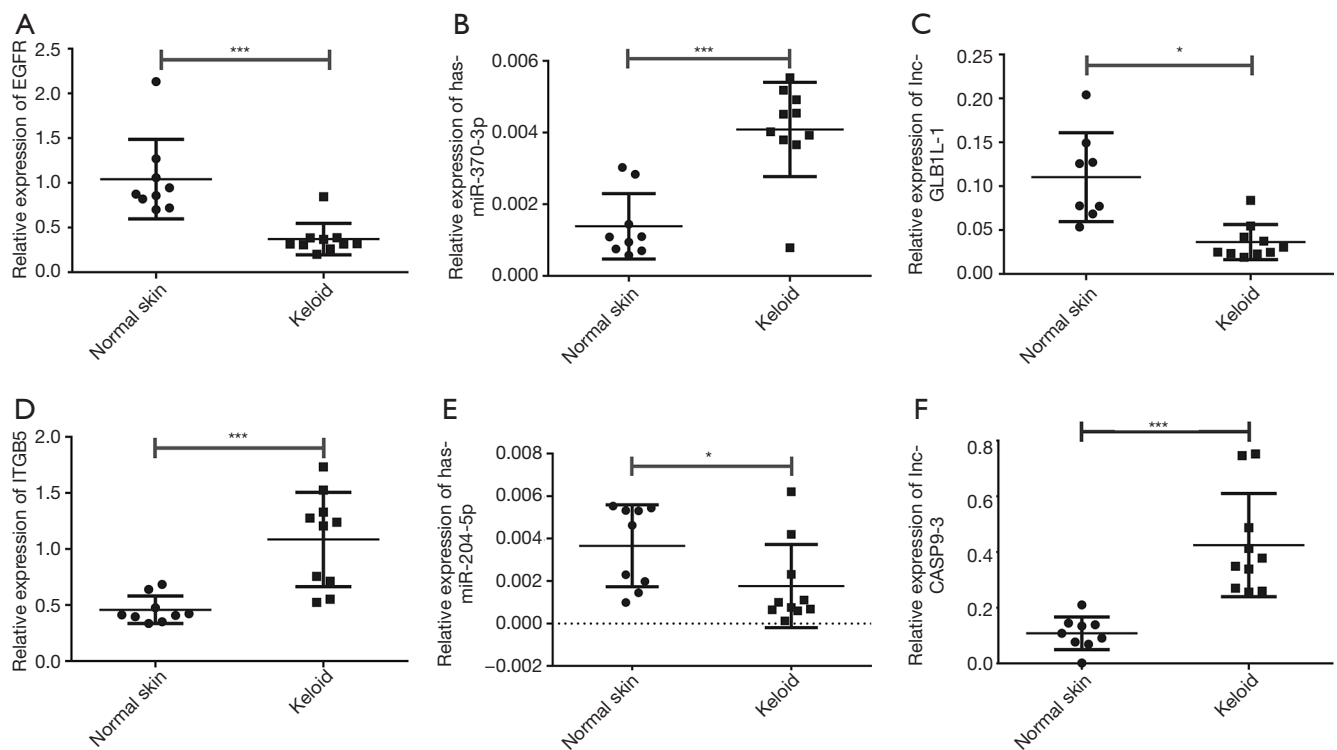 A
Relative expression of EGFR
2.5
2.0
1.5
1.0
0.5
0.0
***
Normal skin
Keloid
B
Relative expression of has-
miR-370-3p
0.006
0.004
0.002
0.000
***
Normal skin
Keloid
C
Relative expression of lnc-
GLB1L-1
0.25
0.20
0.15
0.10
0.05
0.00
*
Normal skin
Keloid
D
Relative expression of ITGB5
2.0
1.5
1.0
0.5
0.0
***
Normal skin
Keloid
E
Relative expression of has-
miR-204-5p
0.008
0.006
0.004
0.002
0.000
−0.002
*
Normal skin
Keloid
F
Relative expression of lnc-
CASP9-3
0.8
0.6
0.4
0.2
0.0
***
Normal skin
Keloid